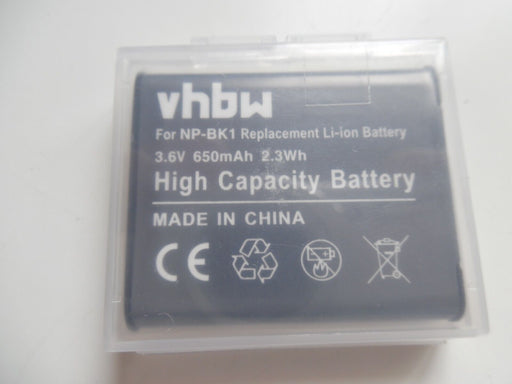 vhbw
For NP-BK1 Replacement Li-ion Battery
3.6V 650mAh 2.3Wh
High Capacity Battery
MADE IN CHINA
CE